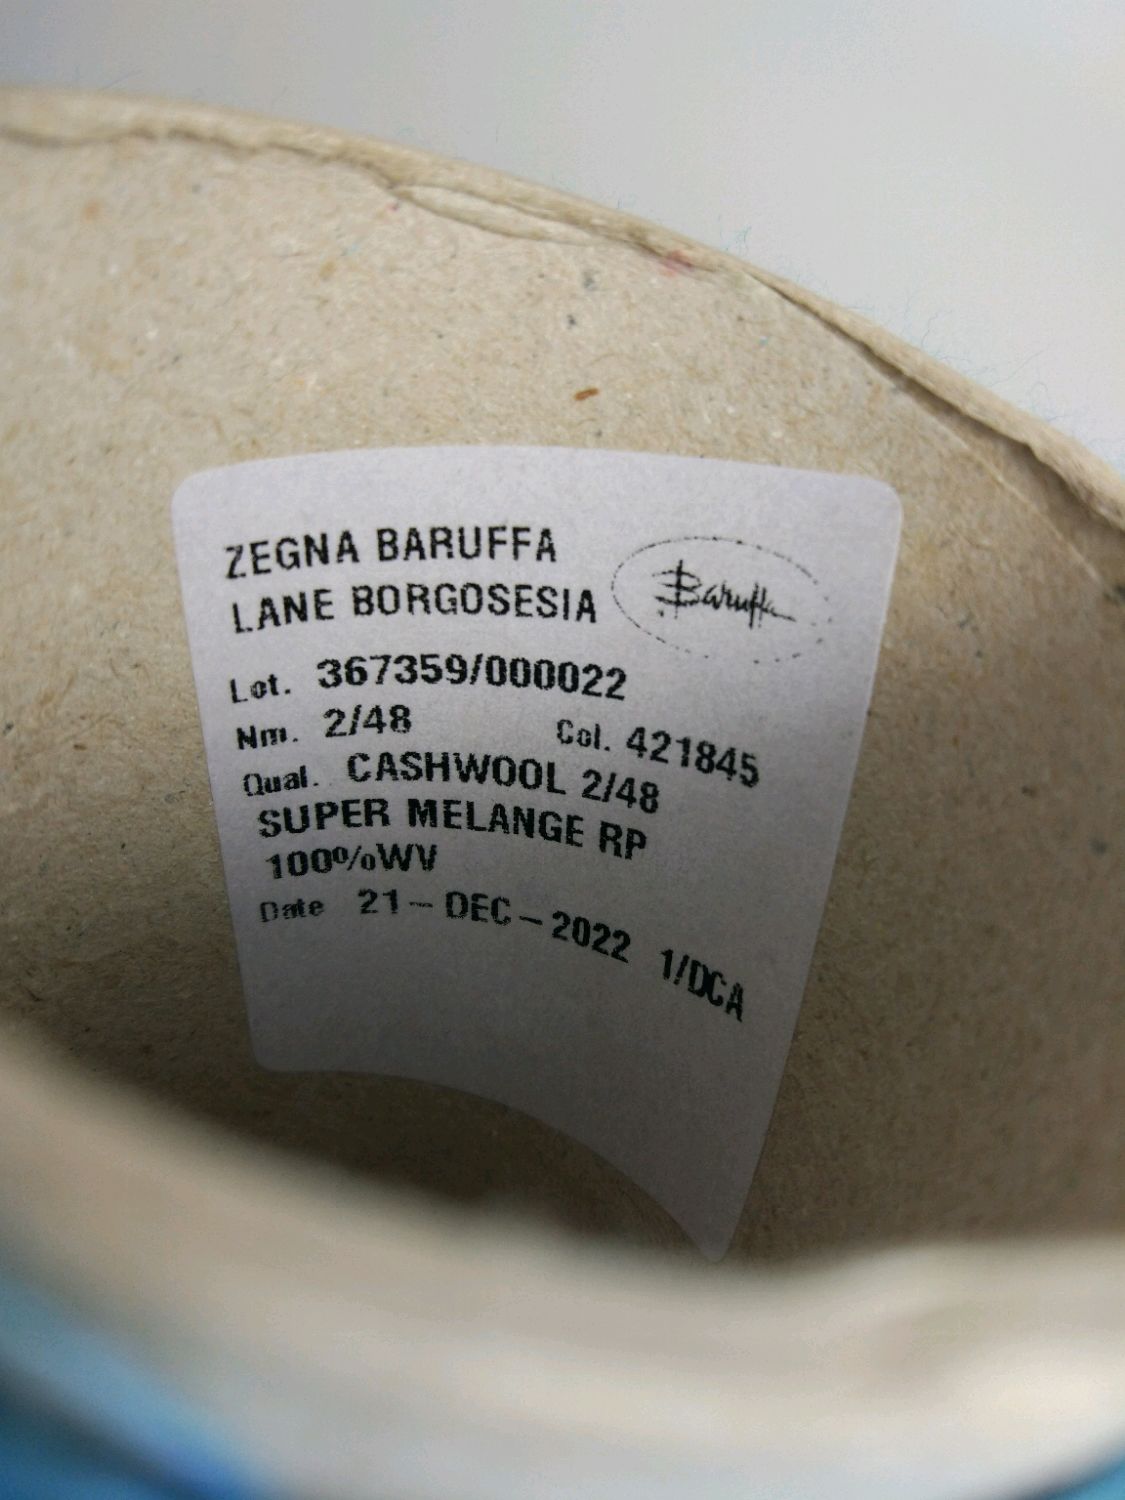 ZEGNA BARUFFA
LANE BORGOSESIA
Baruffa
Lot. 367359/000022
Nm. 2/48 Col. 421845
Qual. CASHWOOL 2/48
SUPER MELANGE RP
100%WV
Date 21-DEC-2022 1/DCA